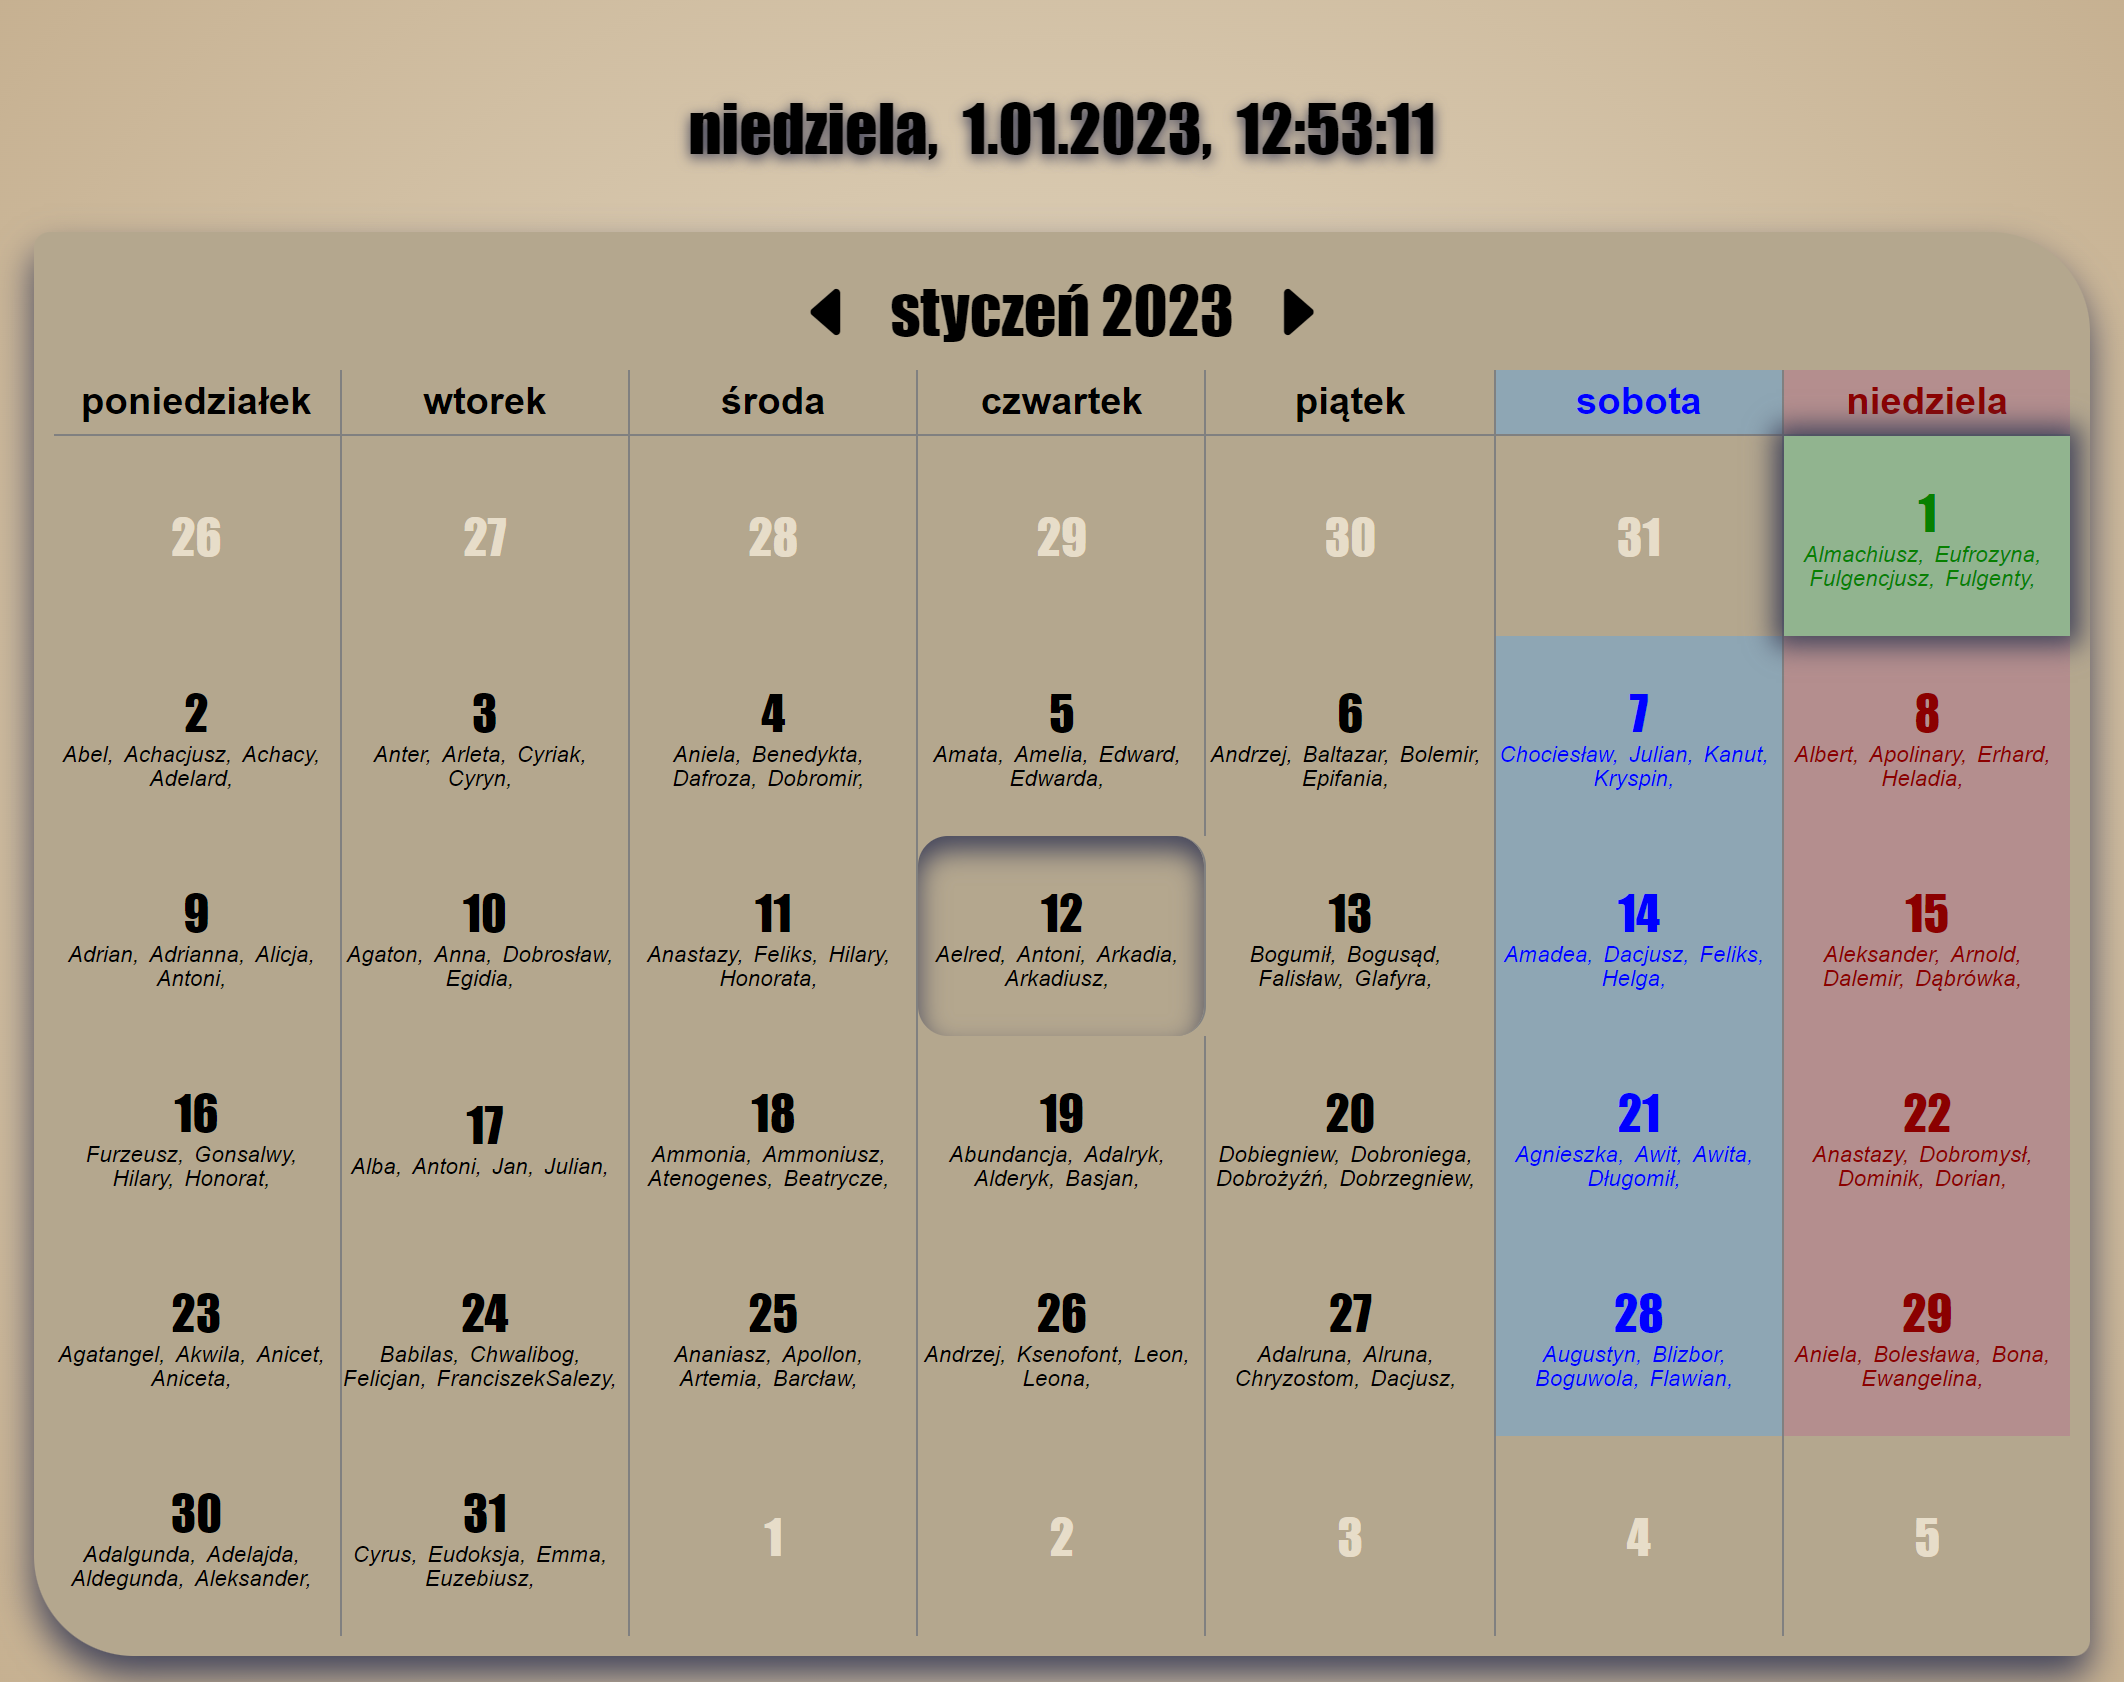 niedziela, 1.01.2023, 12:53:11
styczeń 2023
poniedziałek wtorek środa czwartek piątek sobota niedziela
26 27 28 29 30 31 1
Almachiusz, Eufrozyna,
Fulgencjusz, Fulgenty,
2
Abel, Achacjusz, Achacy,
Adelard,
3
Anter, Arleta, Cyriak,
Cyryn,
4
Aniela, Benedykta,
Dafroza, Dobromir,
5
Amata, Amelia, Edward,
Edwarda,
6
Andrzej, Baltazar, Bolemir,
Epifania,
7
Chociesław, Julian, Kanut,
Kryspin,
8
Albert, Apolinary, Erhard,
Heladia,
9
Adrian, Adrianna, Alicja,
Antoni,
10
Agaton, Anna, Dobrosław,
Egidia,
11
Anastazy, Feliks, Hilary,
Honorata,
12
Aelred, Antoni, Arkadia,
Arkadiusz,
13
Bogumił, Bogusąd,
Falisław, Glafyra,
14
Amadea, Dacjusz, Feliks,
Helga,
15
Aleksander, Arnold,
Dalemir, Dąbrówka,
16
Furzeusz, Gonsalwy,
Hilary, Honorat,
17
Alba, Antoni, Jan, Julian,
18
Ammonia, Ammoniusz,
Atenogenes, Beatrycze,
19
Abundancja, Adalryk,
Alderyk, Basjan,
20
Dobiegniew, Dobroniega,
Dobrożyźń, Dobrzegniew,
21
Agnieszka, Awit, Awita,
Długomił,
22
Anastazy, Dobromysł,
Dominik, Dorian,
23
Agatangel, Akwila, Anicet,
Aniceta,
24
Babilas, Chwalibog,
Felicjan, FranciszekSalezy,
25
Ananiasz, Apollon,
Artemia, Barcław,
26
Andrzej, Ksenofont, Leon,
Leona,
27
Adalruna, Alruna,
Chryzostom, Dacjusz,
28
Augustyn, Blizbor,
Boguwola, Flawian,
29
Aniela, Bolesława, Bona,
Ewangelina,
30
Adalgunda, Adelajda,
Aldegunda, Aleksander,
31
Cyrus, Eudoksja, Emma,
Euzebiusz,
1 2 3 4 5